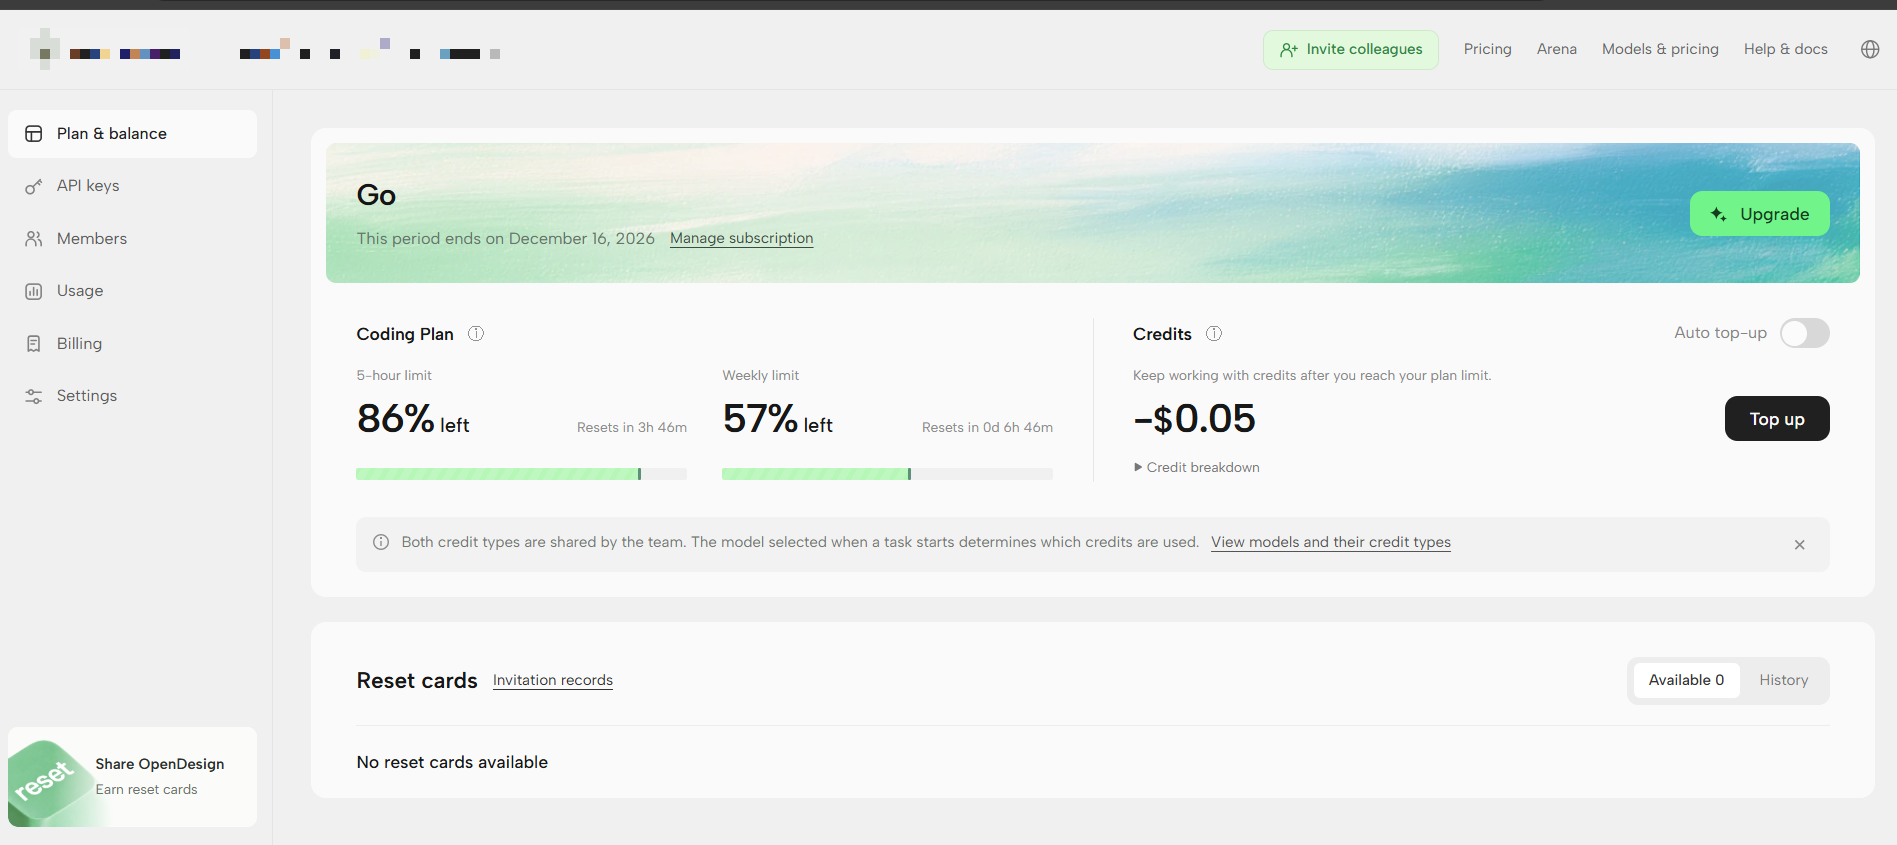 Invite colleagues
Pricing
Arena
Models & pricing
Help & docs
Plan & balance
API keys
Members
Usage
Billing
Settings
Share OpenDesign
Earn reset cards
reset
Go
This period ends on December 16, 2026 Manage subscription
Upgrade
Coding Plan
5-hour limit
86% left
Resets in 3h 46m
Weekly limit
57% left
Resets in 0d 6h 46m
Credits
Auto top-up
Keep working with credits after you reach your plan limit.
-$0.05
Top up
Credit breakdown
Both credit types are shared by the team. The model selected when a task starts determines which credits are used. View models and their credit types
Reset cards Invitation records
Available 0
History
No reset cards available